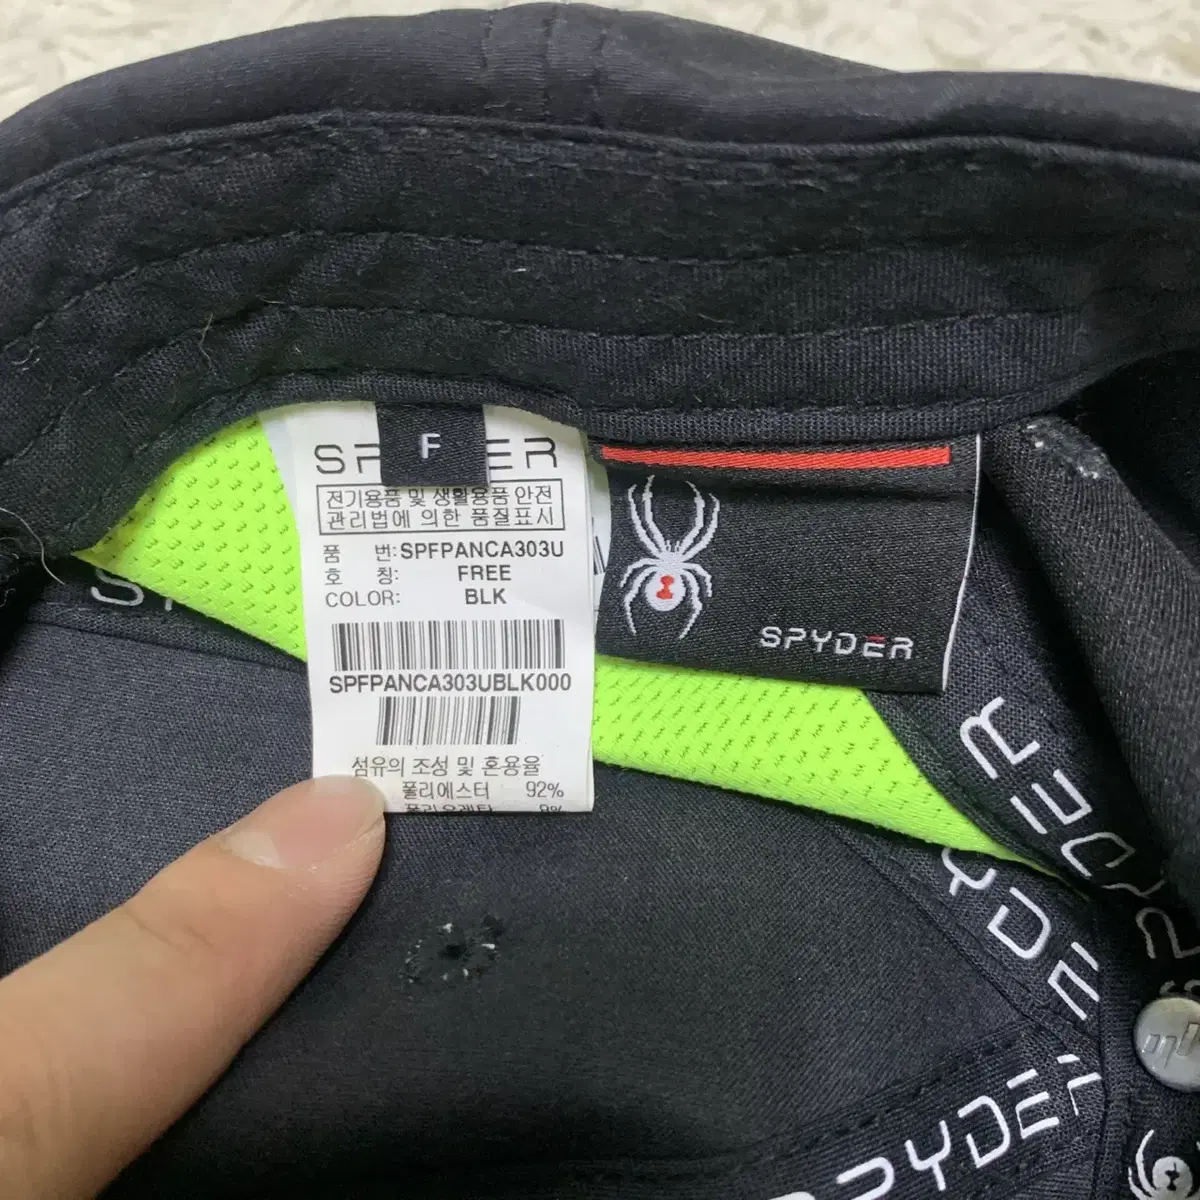 SP F ER
전기용품 및 생활용품 안전
관리법에 의한 품질표시
품 번: SPFPANCA303U
호 칭: FREE
COLOR: BLK
SPFPANCA303UBLK000
섬유의 조성 및 혼용율
폴리에스터 92%
SPYDER
SPYDER
SPYDER